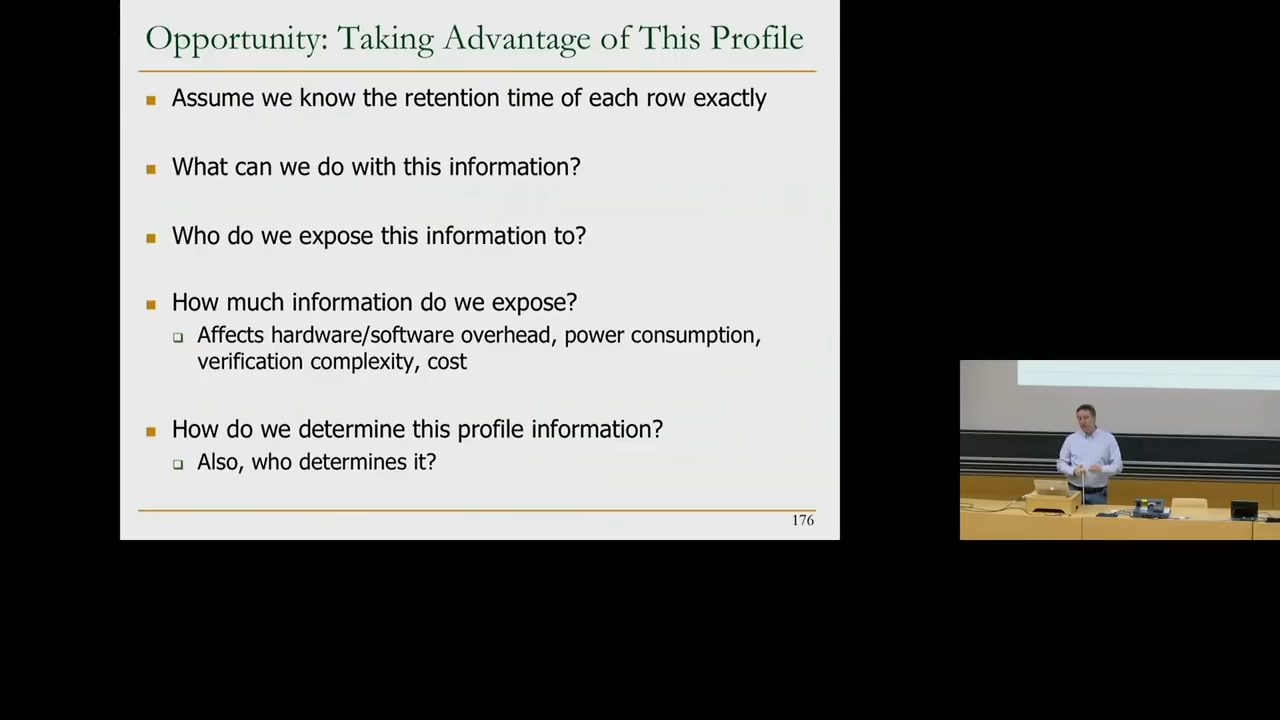 Opportunity: Taking Advantage of This Profile
Assume we know the retention time of each row exactly
What can we do with this information?
Who do we expose this information to?
How much information do we expose?
Affects hardware/software overhead, power consumption,
verification complexity, cost
How do we determine this profile information?
Also, who determines it?
176